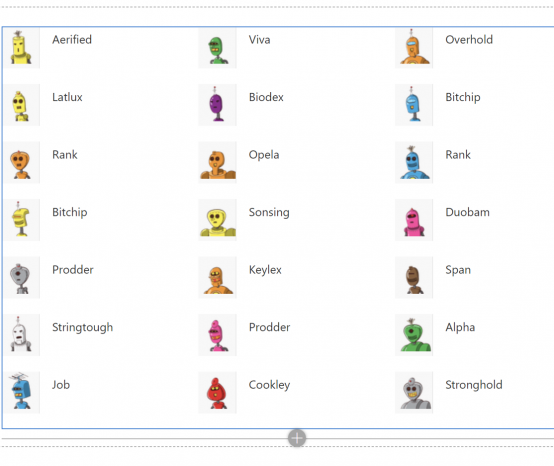 Aerified Viva Overhold
Latlux Biodex Bitchip
Rank Opela Rank
Bitchip Sonsing Duobam
Prodder Keylex Span
Stringtough Prodder Alpha
Job Cookley Stronghold